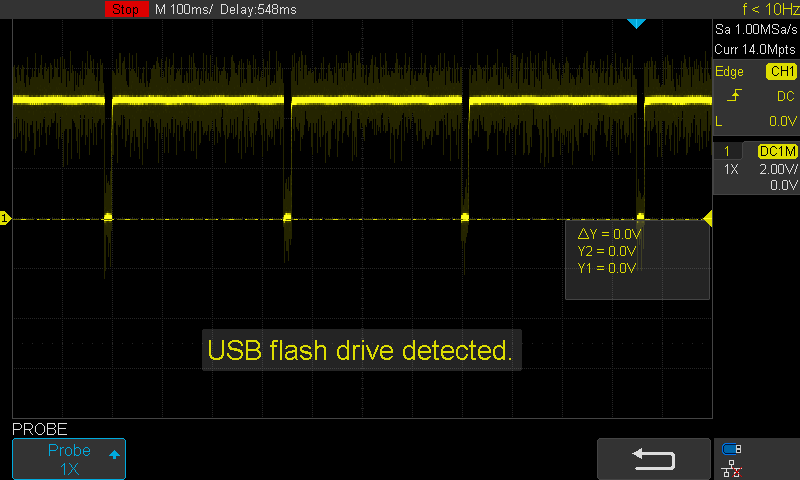 Stop M 100ms/ Delay:548ms f < 10Hz
Sa 1.00MSa/s
Curr 14.0Mpts
Edge CH1
DC
L 0.0V
1 DC1M
1X 2.00V/
0.0V
1
△Y = 0.0V
Y2 = 0.0V
Y1 = 0.0V
USB flash drive detected.
PROBE
Probe
1X